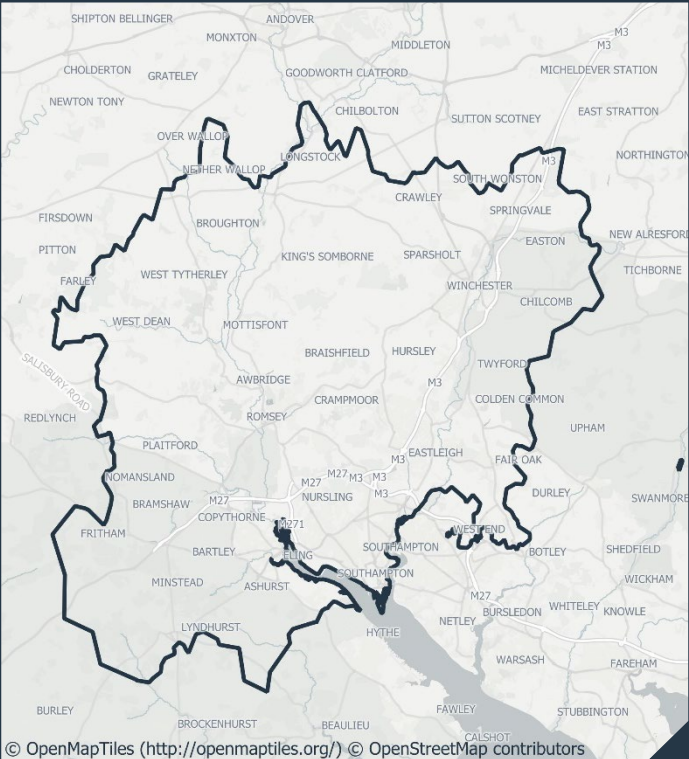 SHIPTON BELLINGER
ANDOVER
MONXTON
M3
M3
MIDDLETON
CHOLDERTON
GRATELEY
GOODWORTH CLATFORD
MICHELDEVER STATION
NEWTON TONY
CHILBOLTON
EAST STRATTON
SUTTON SCOTNEY
OVER WALLOP
LONGSTOCK
M3
NORTHINGTON
NETHER WALLOP
SOUTH WONSTON
CRAWLEY
SPRINGVALE
FIRSDOWN
BROUGHTON
NEW ALRESFORD
EASTON
PITTON
KING'S SOMBORNE
SPARSHOLT
TICHBORNE
FARLEY
WEST TYTHERLEY
WINCHESTER
CHILCOMB
WEST DEAN
MOTTISFONT
BRAISHFIELD
HURSLEY
TWYFORD
SALISBURY ROAD
AWBRIDGE
M3
CRAMPMOOR
COLDEN COMMON
REDLYNCH
ROMSEY
UPHAM
PLAITFORD
EASTLEIGH
FAIR OAK
M3
NOMANSLAND
M27
M3
M3
M27
DURLEY
SWANMORE
BRAMSHAW
M27
NURSLING
M3
COPYTHORNE
M271
FRITHAM
WEST END
BARTLEY
ELING
SOUTHAMPTON
BOTLEY
SHEDFIELD
SOUTHAMPTON
MINSTEAD
ASHURST
WICKHAM
M27
WHITELEY
KNOWLE
BURSLEDON
LYNDHURST
HYTHE
NETLEY
WARSASH
FAREHAM
BURLEY
FAWLEY
STUBBINGTON
BROCKENHURST
BEAULIEU
CALSHOT
© OpenMapTiles (http://openmaptiles.org/) © OpenStreetMap contributors